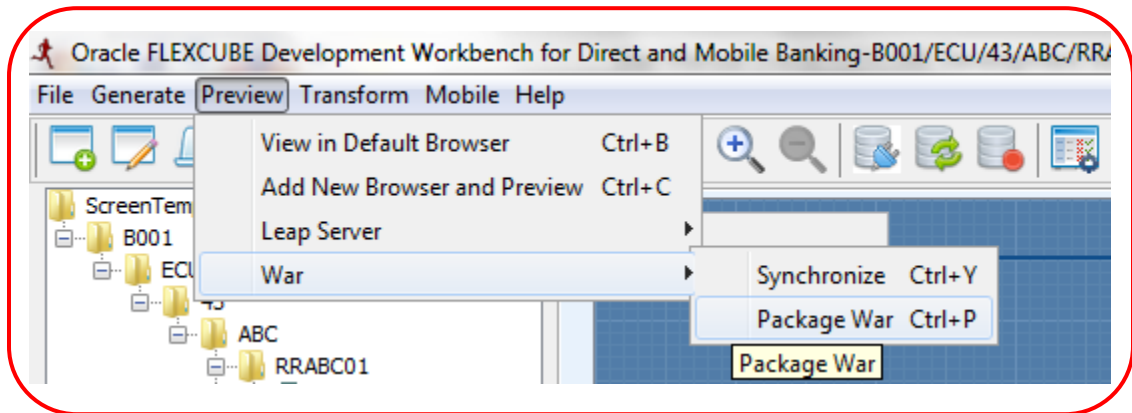 Oracle FLEXCUBE Development Workbench for Direct and Mobile Banking-B001/ECU/43/ABC/RRA
File Generate Preview Transform Mobile Help
View in Default Browser Ctrl+B
Add New Browser and Preview Ctrl+C
ScreenTem
B001
Leap Server
ECU
War
Synchronize Ctrl+Y
43
Package War Ctrl+P
ABC
RRABC01
Package War